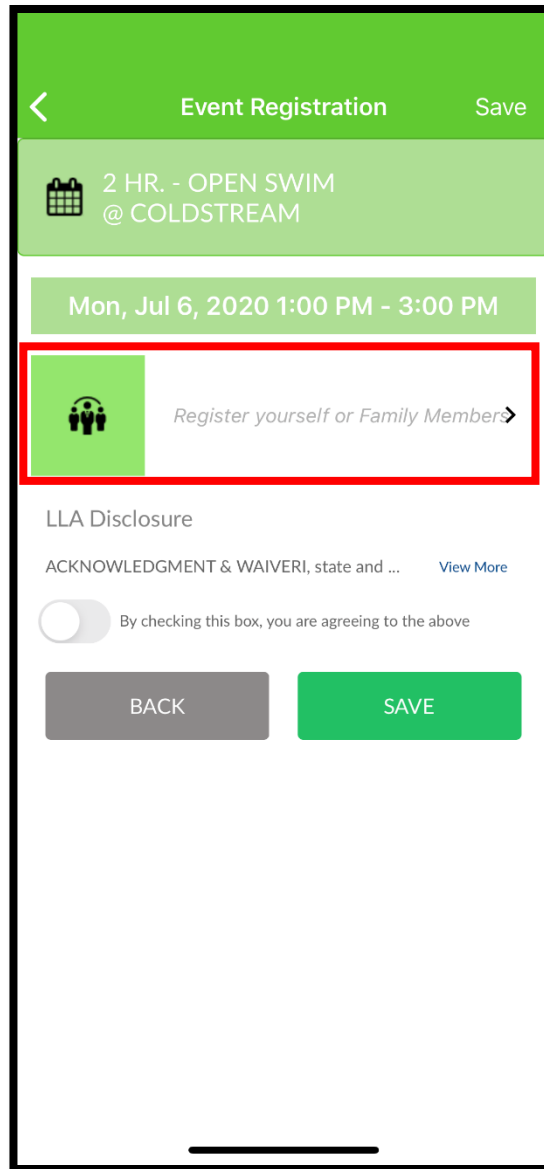 Event Registration Save
2 HR. - OPEN SWIM
@ COLDSTREAM
Mon, Jul 6, 2020 1:00 PM - 3:00 PM
Register yourself or Family Members
LLA Disclosure
ACKNOWLEDGMENT & WAIVERI, state and ... View More
By checking this box, you are agreeing to the above
BACK SAVE